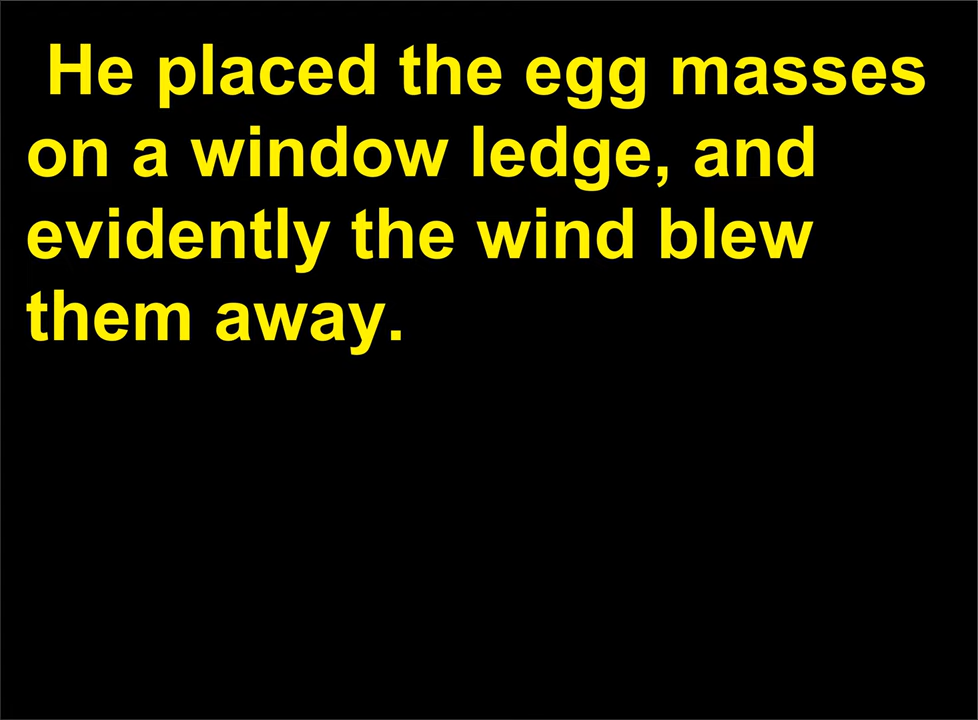 He placed the egg masses
on a window ledge, and
evidently the wind blew
them away.